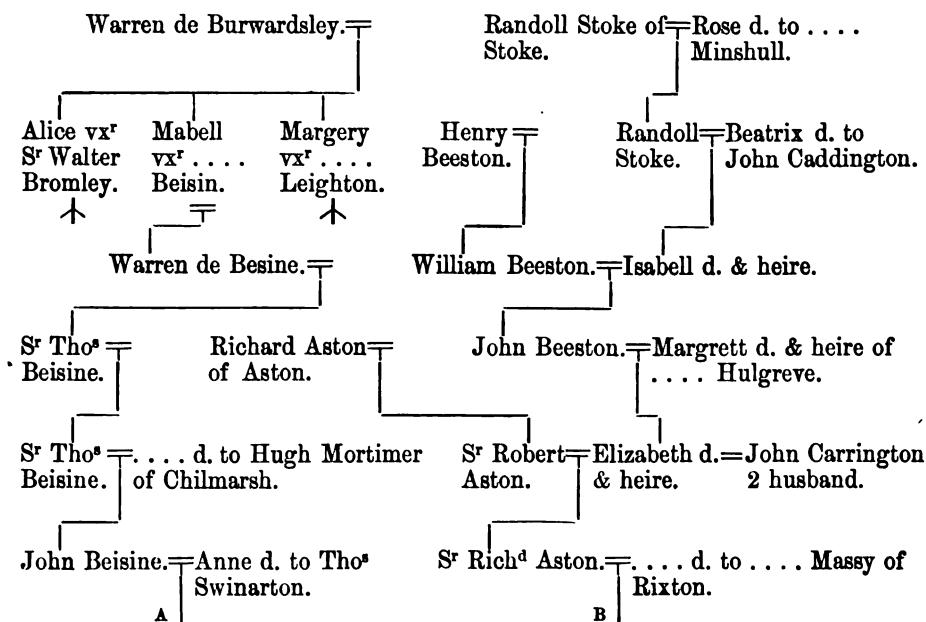 Warren de Burwardsley. Randoll Stoke of Rose d. to . . . .
Stoke. Minshull.
Alice vxʳ Mabell Margery Henry Randoll Beatrix d. to
Sʳ Walter vxʳ . . . . vxʳ . . . . Beeston. Stoke. John Caddington.
Bromley. Beisin. Leighton.
Warren de Besine. William Beeston. Isabell d. & heire.
Sʳ Thoˢ Richard Aston John Beeston. Margrett d. & heire of
Beisine. of Aston. . . . . Hulgreve.
Sʳ Thoˢ . . . . d. to Hugh Mortimer Sʳ Robert Elizabeth d. John Carrington
Beisine. of Chilmarsh. Aston. & heire. 2 husband.
John Beisine. Anne d. to Thoˢ Sʳ Richᵈ Aston. . . . . d. to . . . . Massy of
Swinarton. Rixton.
A B